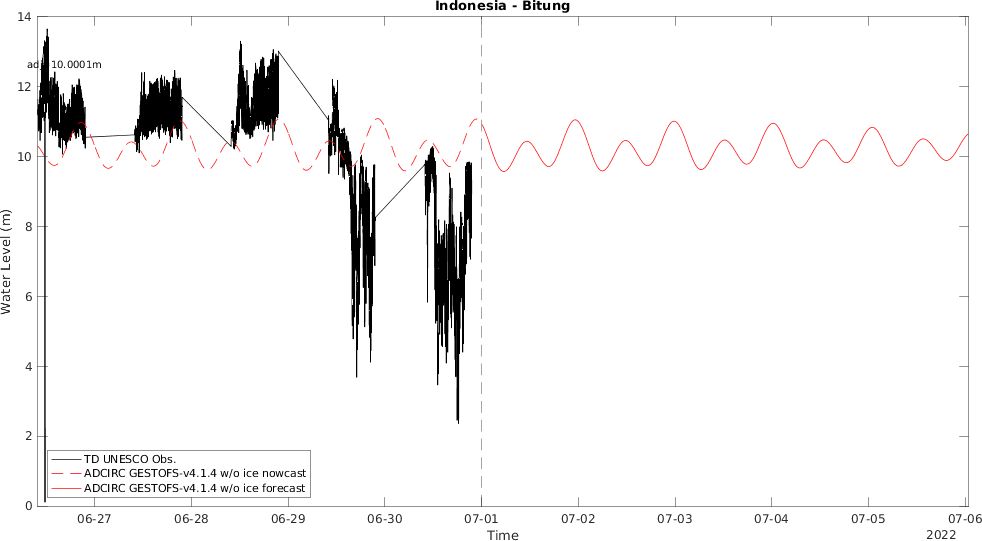 Indonesia - Bitung
14
adj 10.0001m
12
10
8
6
4
2
0
Water Level (m)
TD UNESCO Obs.
ADCIRC GESTOFS-v4.1.4 w/o ice nowcast
ADCIRC GESTOFS-v4.1.4 w/o ice forecast
06-27 06-28 06-29 06-30 07-01 07-02 07-03 07-04 07-05 07-06
Time
2022